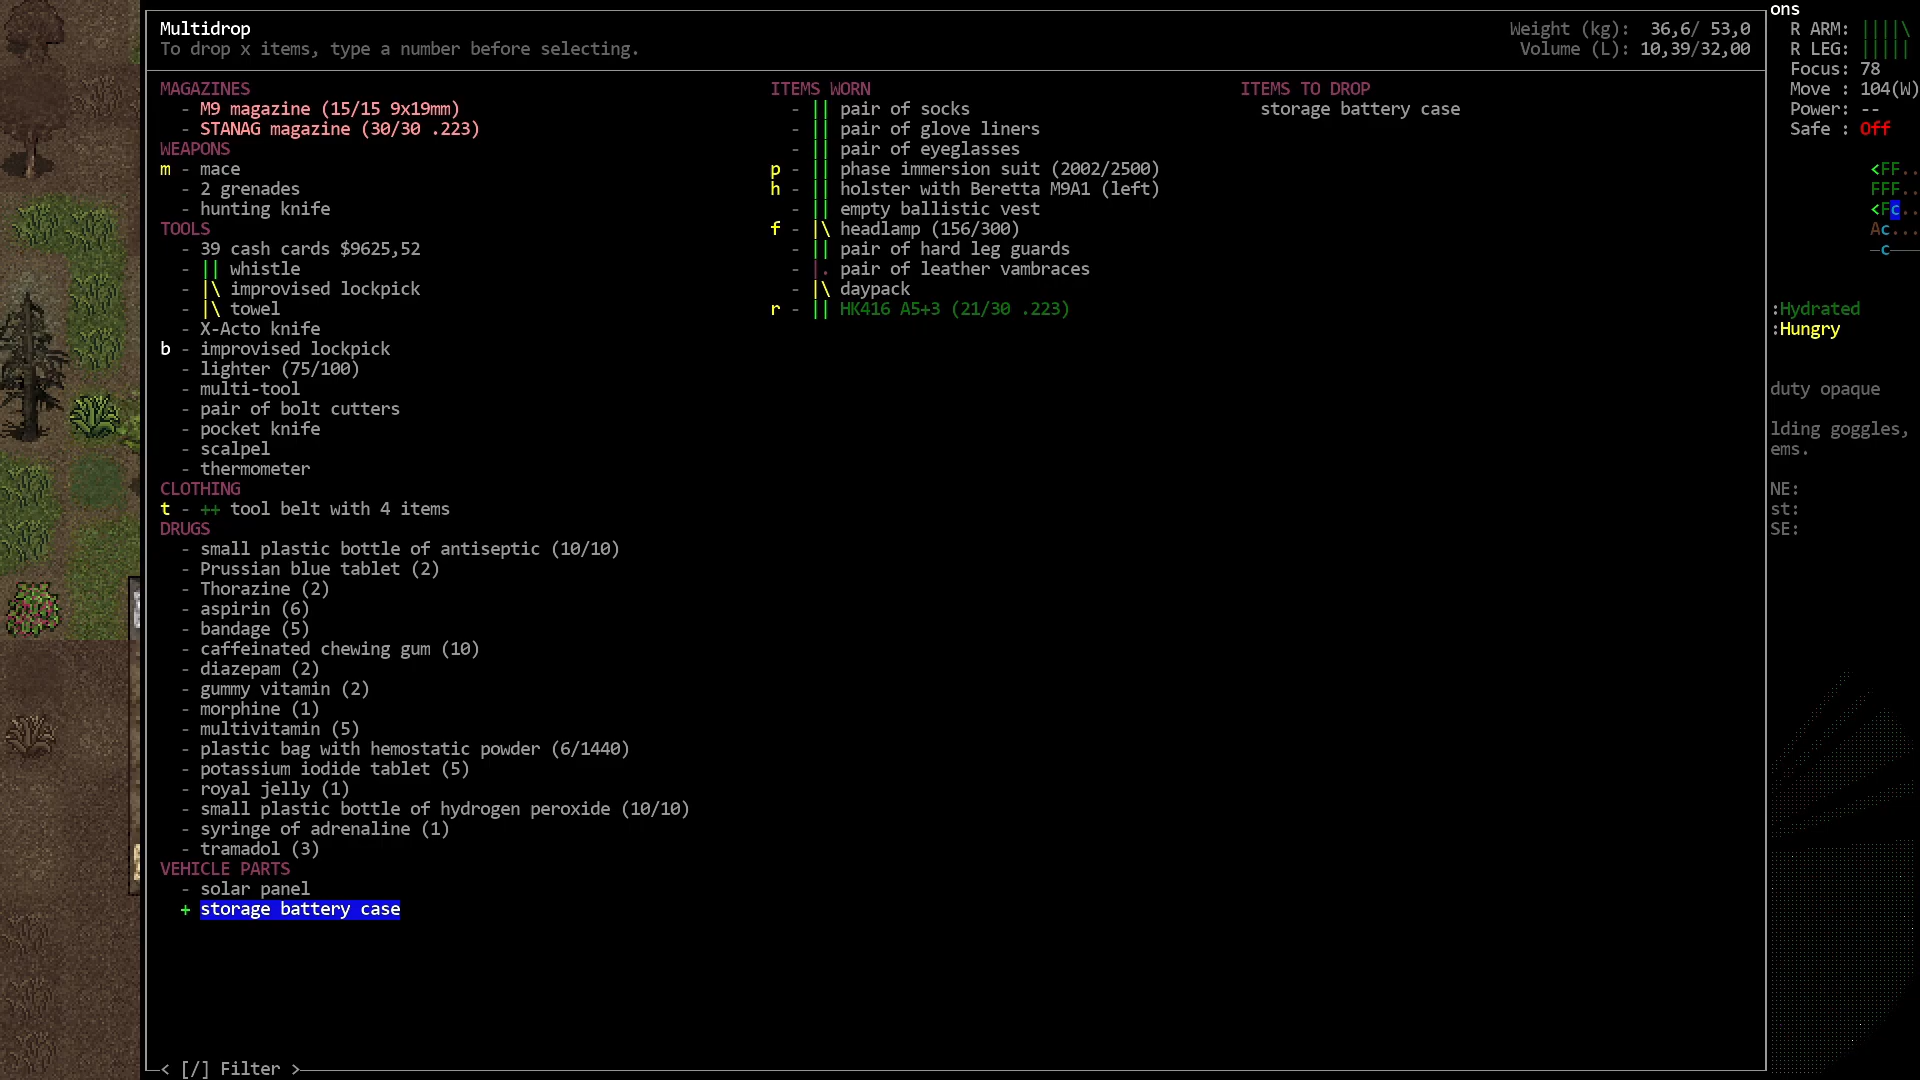 Multidrop
To drop x items, type a number before selecting.
Weight (kg): 36,6/ 53,0
Volume (L): 10,39/32,00
MAGAZINES
- M9 magazine (15/15 9x19mm)
- STANAG magazine (30/30 .223)
WEAPONS
m - mace
- 2 grenades
- hunting knife
TOOLS
- 39 cash cards $9625,52
- || whistle
- |\ improvised lockpick
- |\ towel
- X-Acto knife
b - improvised lockpick
- lighter (75/100)
- multi-tool
- pair of bolt cutters
- pocket knife
- scalpel
- thermometer
CLOTHING
t - ++ tool belt with 4 items
DRUGS
- small plastic bottle of antiseptic (10/10)
- Prussian blue tablet (2)
- Thorazine (2)
- aspirin (6)
- bandage (5)
- caffeinated chewing gum (10)
- diazepam (2)
- gummy vitamin (2)
- morphine (1)
- multivitamin (5)
- plastic bag with hemostatic powder (6/1440)
- potassium iodide tablet (5)
- royal jelly (1)
- small plastic bottle of hydrogen peroxide (10/10)
- syringe of adrenaline (1)
- tramadol (3)
VEHICLE PARTS
- solar panel
+ storage battery case
ITEMS WORN
- || pair of socks
- || pair of glove liners
- || pair of eyeglasses
p - || phase immersion suit (2002/2500)
h - || holster with Beretta M9A1 (left)
- || empty ballistic vest
f - |\ headlamp (156/300)
- || pair of hard leg guards
- |. pair of leather vambraces
- |\ daypack
r - || HK416 A5+3 (21/30 .223)
ITEMS TO DROP
storage battery case
< [/] Filter >
ons
R ARM: ||||\
R LEG: |||||
Focus: 78
Move : 104(W)
Power: --
Safe : Off
<FF..
FFF..
<Fc..
Ac...
—c——
:Hydrated
:Hungry
duty opaque
lding goggles,
ems.
NE:
st:
SE: